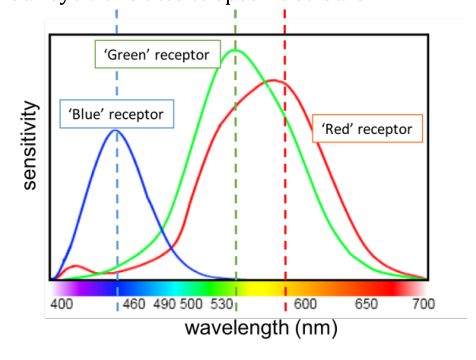 'Green' receptor
'Blue' receptor
'Red' receptor
sensitivity
400 460 490 500 530 600 650 700
wavelength (nm)